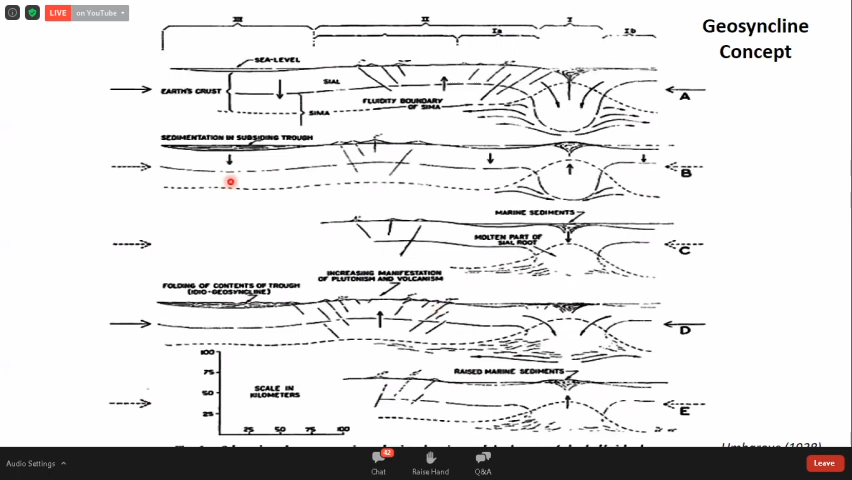 LIVE on YouTube
Geosyncline
Concept
III
II
I
Ia
Ib
SEA-LEVEL
EARTH'S CRUST
SIAL
SIMA
FLUIDITY BOUNDARY
OF SIMA
A
SEDIMENTATION IN SUBSIDING TROUGH
B
MARINE SEDIMENTS
MOLTEN PART OF
SIAL ROOT
C
INCREASING MANIFESTATION
OF PLUTONISM AND VOLCANISM
FOLDING OF CONTENTS OF TROUGH
(IDIO-GEOSYNCLINE)
D
100
75
50
25
SCALE IN
KILOMETERS
25 50 75 100
RAISED MARINE SEDIMENTS
E
Audio Settings
42
Chat
Raise Hand
Q&A
Leave